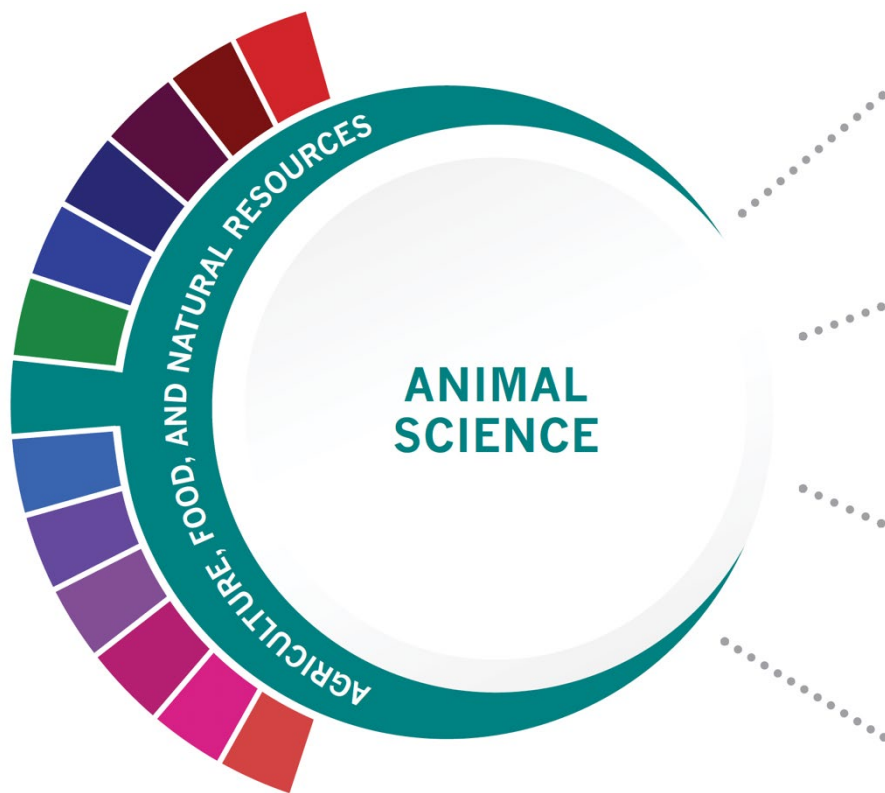 AGRICULTURE, FOOD, AND NATURAL RESOURCES
ANIMAL
SCIENCE